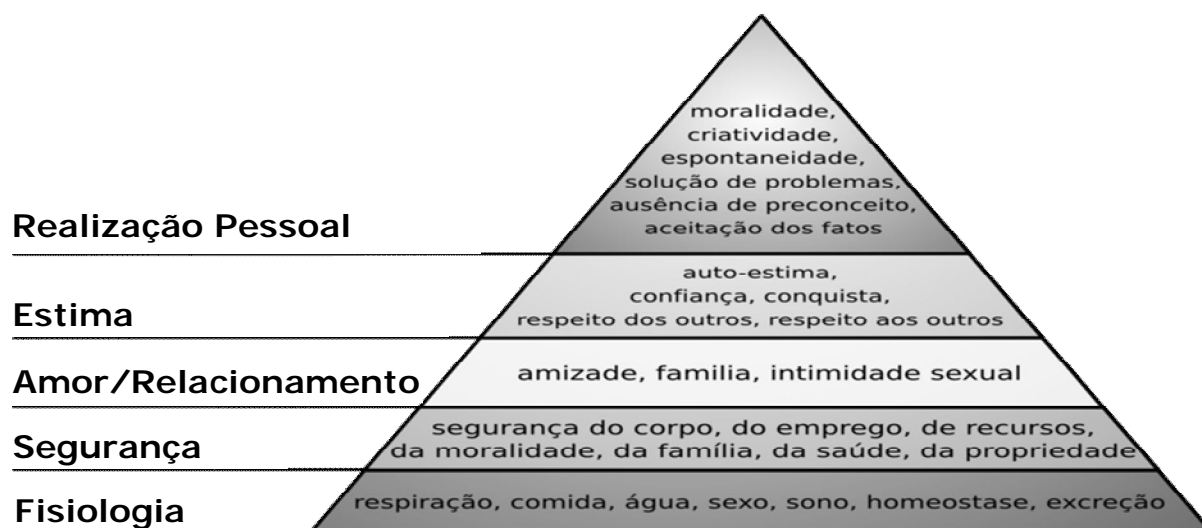 moralidade,
criatividade,
espontaneidade,
solução de problemas,
ausência de preconceito,
aceitação dos fatos
Realização Pessoal
auto-estima,
confiança, conquista,
respeito dos outros, respeito aos outros
Estima
amizade, familia, intimidade sexual
Amor/Relacionamento
segurança do corpo, do emprego, de recursos,
da moralidade, da família, da saúde, da propriedade
Segurança
respiração, comida, água, sexo, sono, homeostase, excreção
Fisiologia